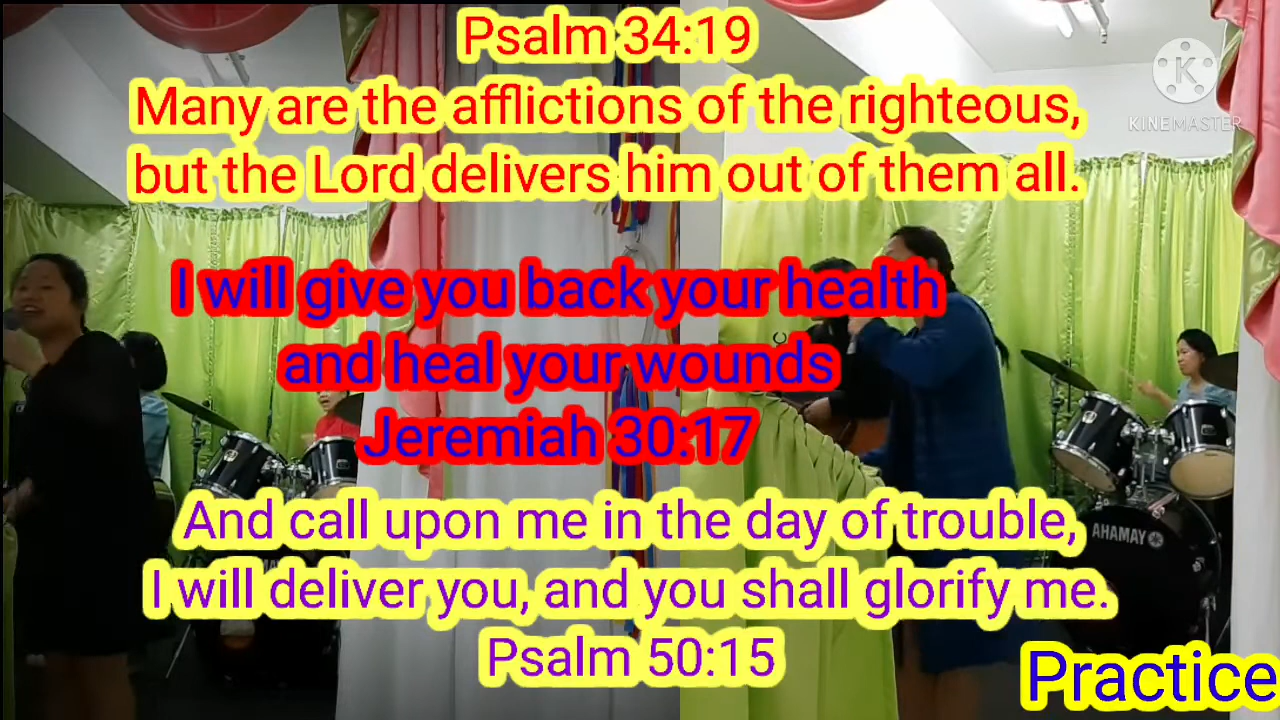 Psalm 34:19
Many are the afflictions of the righteous,
but the Lord delivers him out of them all.
KINEMASTER
I will give you back your health
and heal your wounds
Jeremiah 30:17
And call upon me in the day of trouble,
I will deliver you, and you shall glorify me.
Psalm 50:15
AHAMAY
Practice